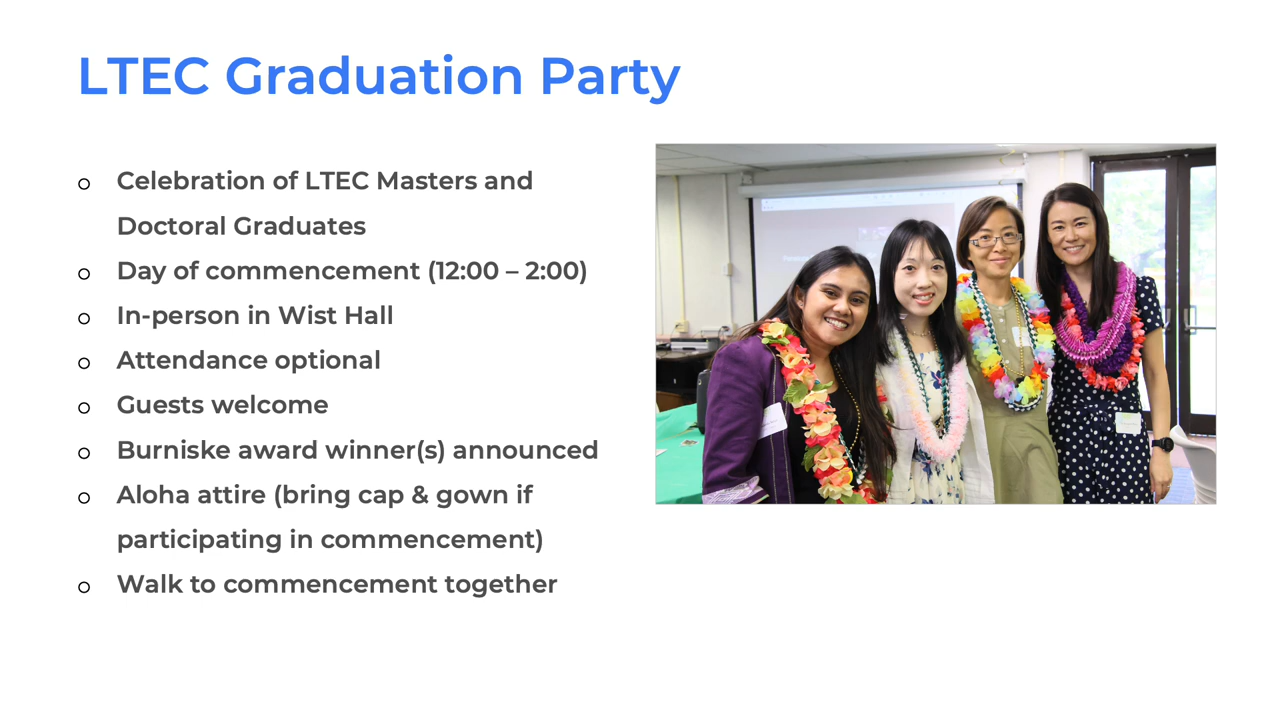 LTEC Graduation Party
Celebration of LTEC Masters and
Doctoral Graduates
Day of commencement (12:00 – 2:00)
In-person in Wist Hall
Attendance optional
Guests welcome
Burniske award winner(s) announced
Aloha attire (bring cap & gown if
participating in commencement)
Walk to commencement together